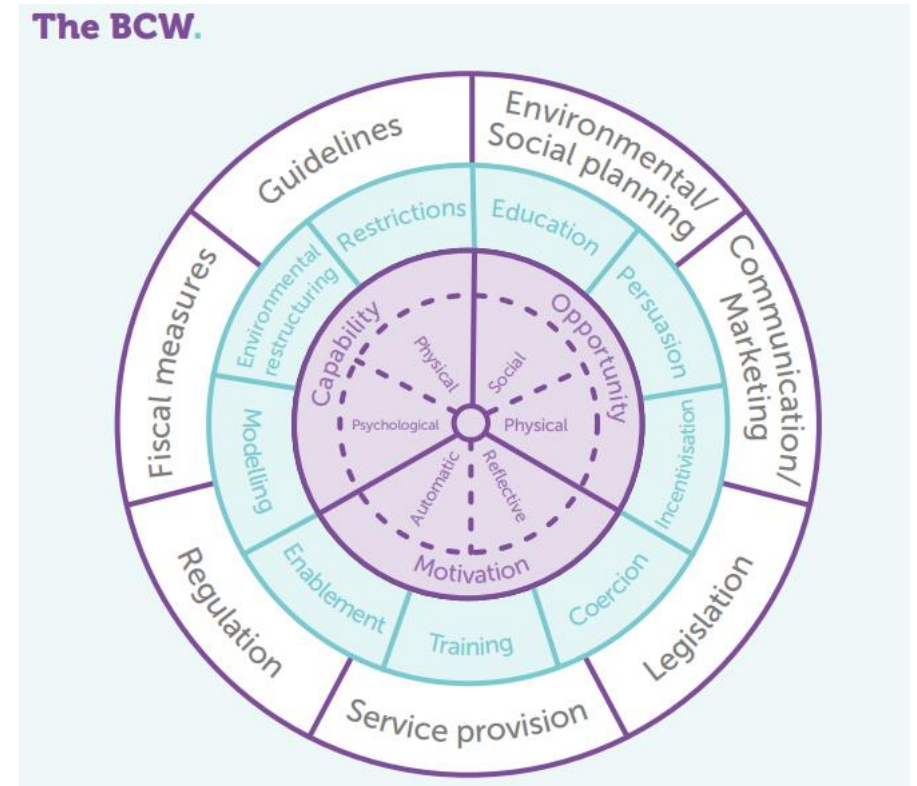 The BCW.
Guidelines
Environmental/
Social planning
Communication/
Marketing
Legislation
Service provision
Regulation
Fiscal measures
Restrictions
Education
Persuasion
Incentivisation
Coercion
Training
Enablement
Modelling
Environmental
restructuring
Capability
Opportunity
Motivation
Physical
Social
Psychological
Physical
Automatic
Reflective